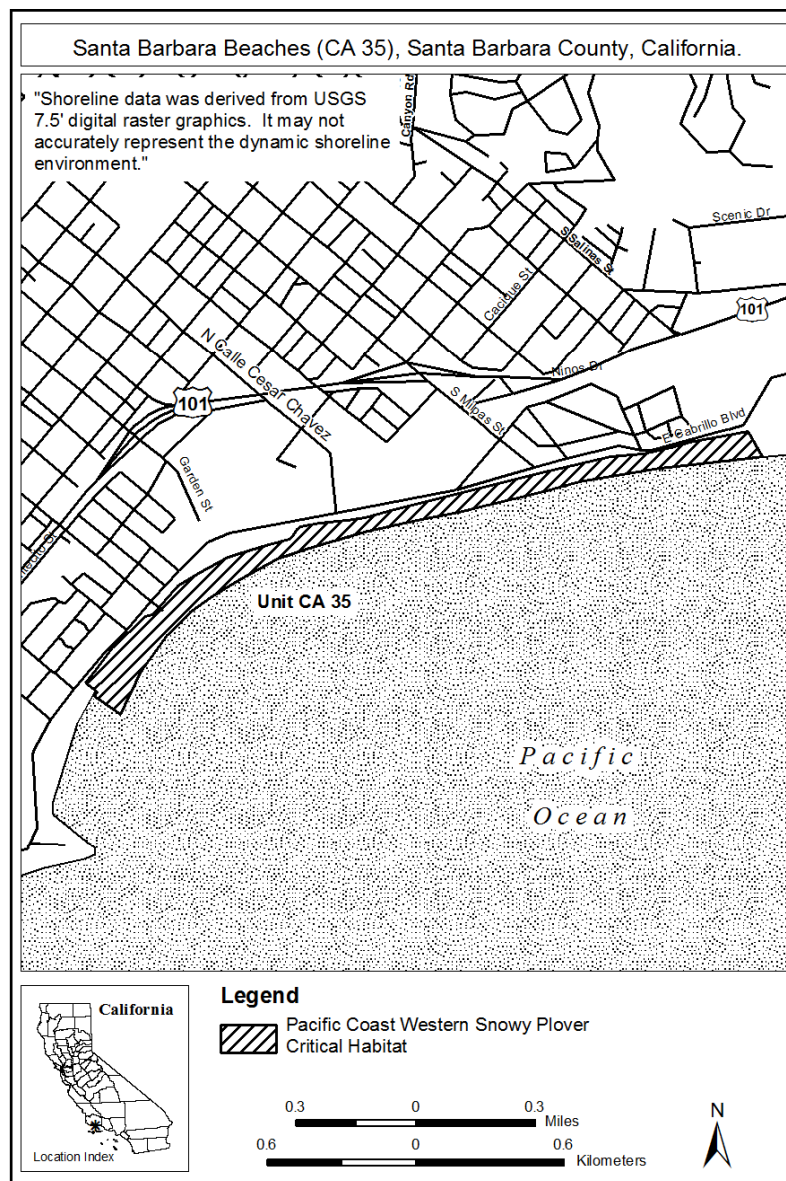 Santa Barbara Beaches (CA 35), Santa Barbara County, California.
"Shoreline data was derived from USGS
7.5' digital raster graphics.  It may not
accurately represent the dynamic shoreline
environment."
Canyon Rd
Scenic Dr
S Salinas St
Cacique St
101
N Calle Cesar Chavez
Ninos Dr
101
S Milpas St
E Cabrillo Blvd
Garden St
Unit CA 35
Pacific
Ocean
California
Location Index
Legend
Pacific Coast Western Snowy Plover
Critical Habitat
0.3 0 0.3
Miles
0.6 0 0.6
Kilometers
N